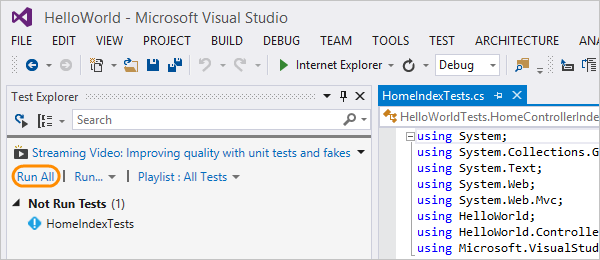 HelloWorld - Microsoft Visual Studio
FILE EDIT VIEW PROJECT BUILD DEBUG TEAM TOOLS TEST ARCHITECTURE
Internet Explorer Debug
Test Explorer
Search
Streaming Video: Improving quality with unit tests and fakes
Run All Run... Playlist : All Tests
Not Run Tests (1)
HomeIndexTests
HomeIndexTests.cs
HelloWorldTests.HomeControllerIndex
using System;
using System.Collections.G
using System.Text;
using System.Web;
using System.Web.Mvc;
using HelloWorld;
using HelloWorld.Controlle
using Microsoft.VisualStud